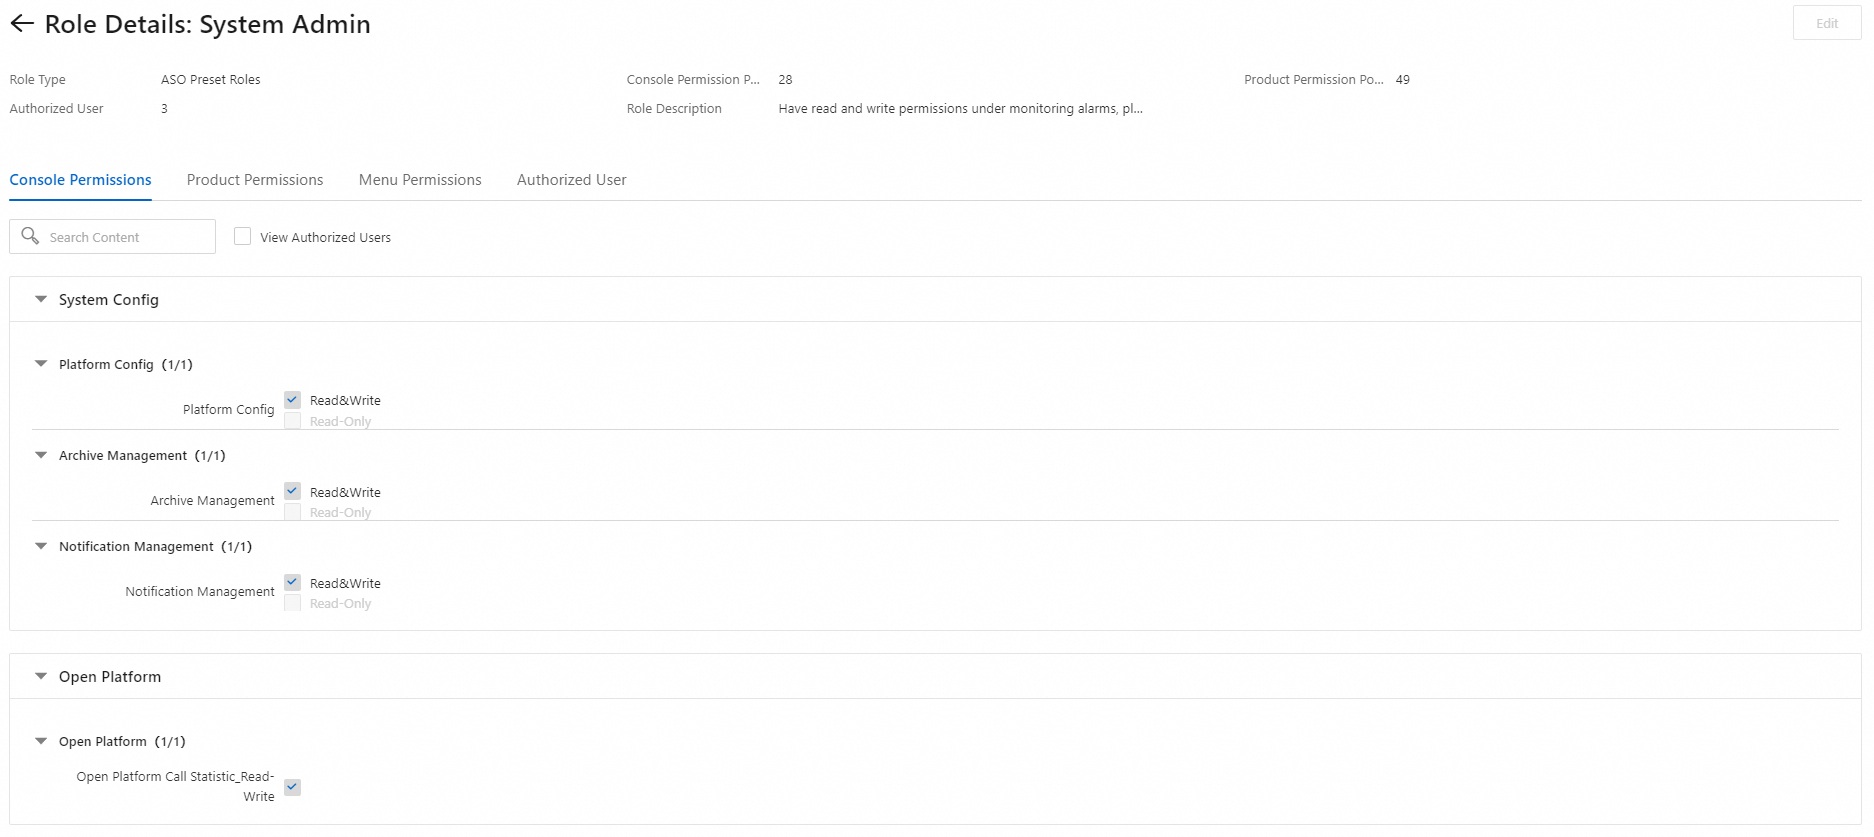 Role Details: System Admin
Edit
Role Type ASO Preset Roles Console Permission P... 28 Product Permission Po... 49
Authorized User 3 Role Description Have read and write permissions under monitoring alarms, pl...
Console Permissions Product Permissions Menu Permissions Authorized User
Search Content View Authorized Users
System Config
Platform Config (1/1)
Platform Config Read&Write
Read-Only
Archive Management (1/1)
Archive Management Read&Write
Read-Only
Notification Management (1/1)
Notification Management Read&Write
Read-Only
Open Platform
Open Platform (1/1)
Open Platform Call Statistic_Read-
Write